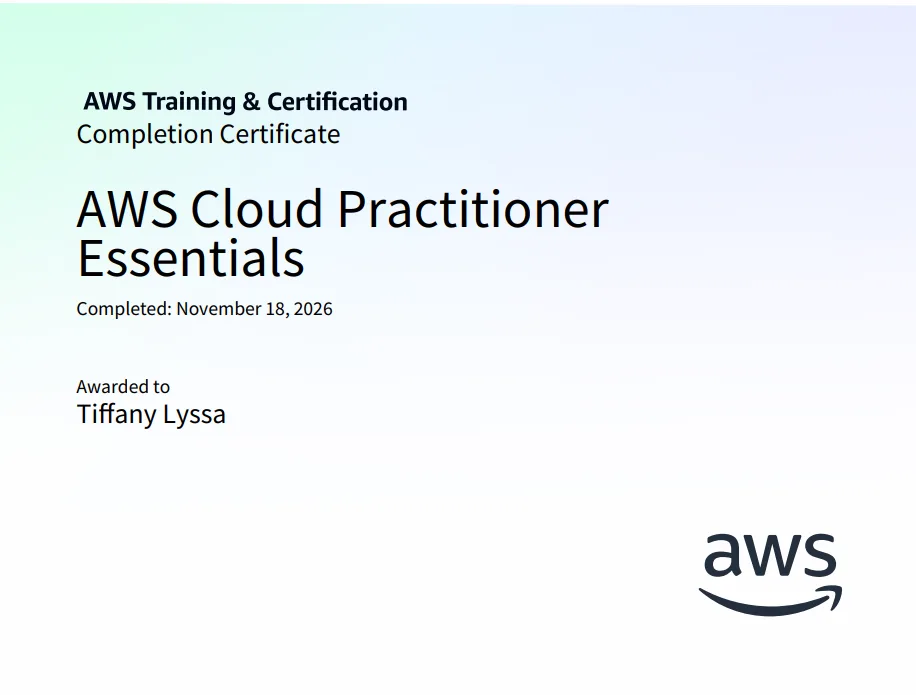 AWS Training & Certification
Completion Certificate
AWS Cloud Practitioner
Essentials
Completed: November 18, 2026
Awarded to
Tiffany Lyssa
aws